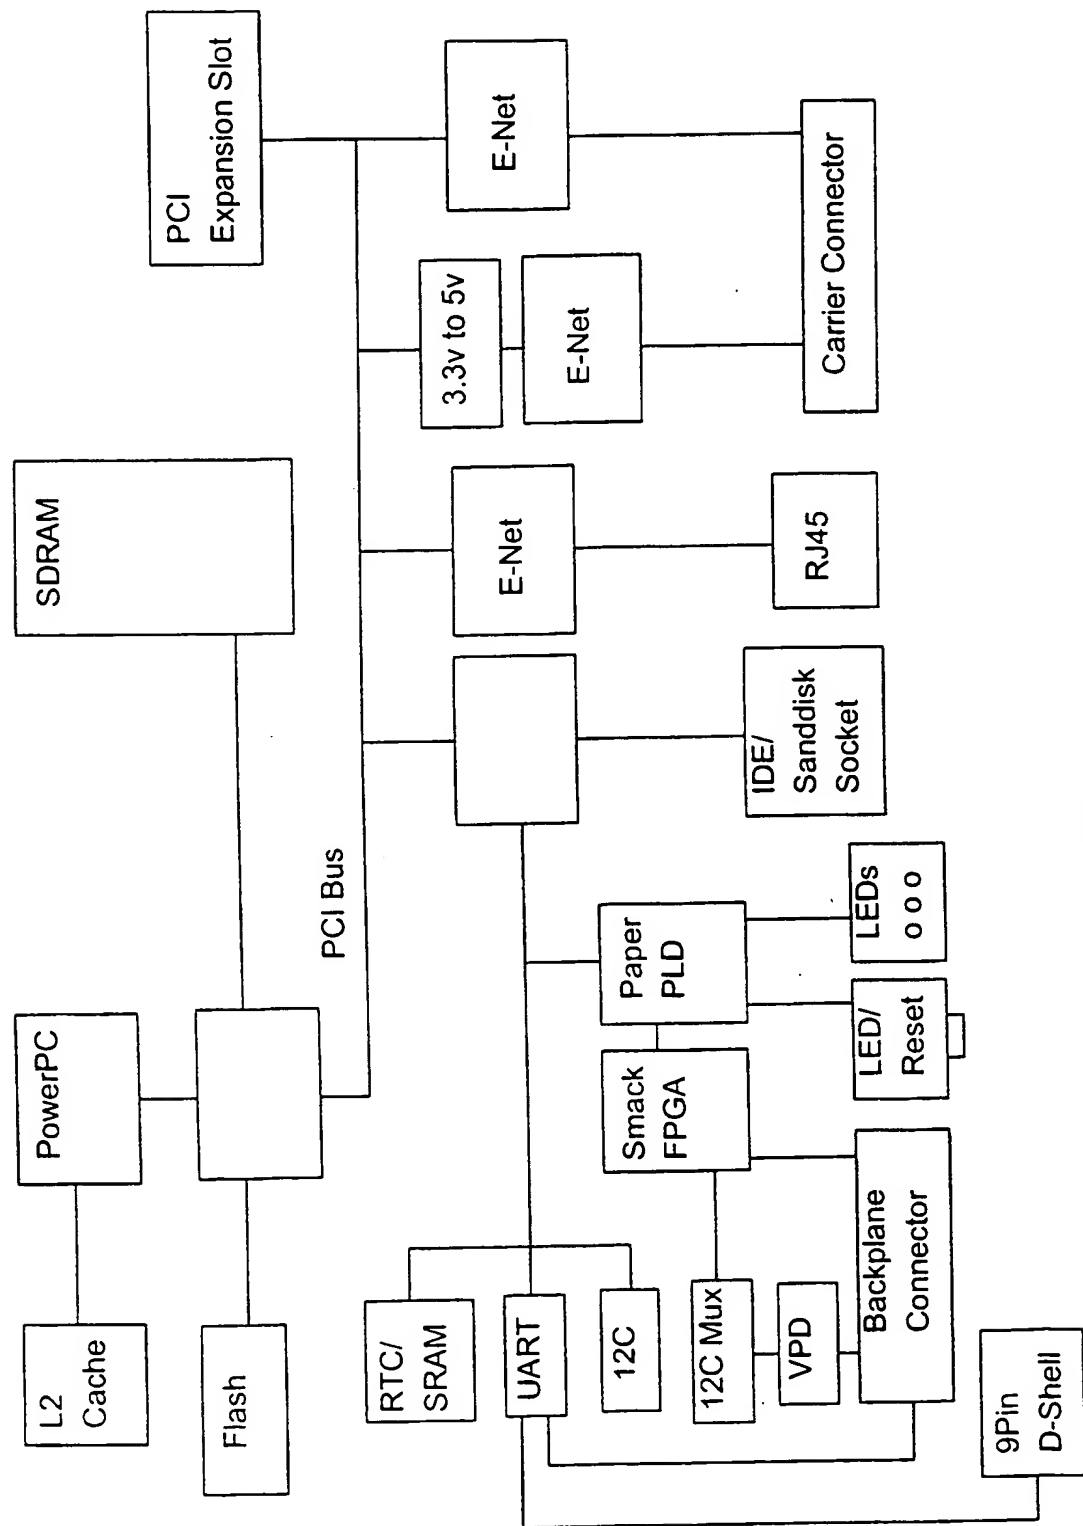 L2
Cache
PowerPC
SDRAM
PCI
Expansion Slot
Flash
PCI Bus
RTC/
SRAM
UART
12C
12C Mux
VPD
Backplane
Connector
9Pin
D-Shell
Smack
FPGA
Paper
PLD
LED/
Reset
LEDs
o o o
IDE/
Sanddisk
Socket
E-Net
RJ45
3.3v to 5v
E-Net
E-Net
Carrier Connector